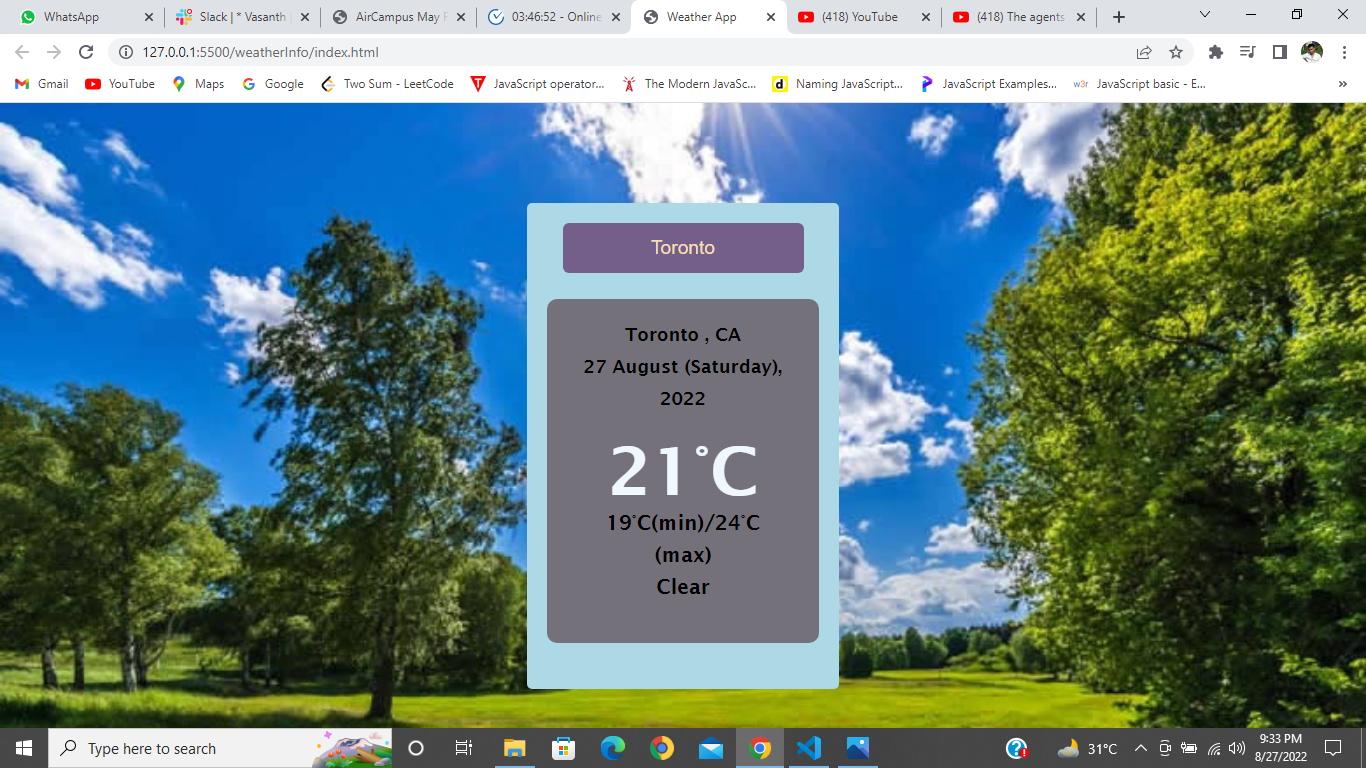 WhatsApp
Slack | * Vasanth
AirCampus May
03:46:52 - Online
Weather App
(418) YouTube
(418) The agents
127.0.0.1:5500/weatherInfo/index.html
Gmail
YouTube
Maps
Google
Two Sum - LeetCode
JavaScript operator...
The Modern JavaSc...
Naming JavaScript...
JavaScript Examples...
w3r
JavaScript basic - E...
Toronto
Toronto , CA
27 August (Saturday),
2022
21°C
19°C(min)/24°C
(max)
Clear
Type here to search
31°C
9:33 PM
8/27/2022